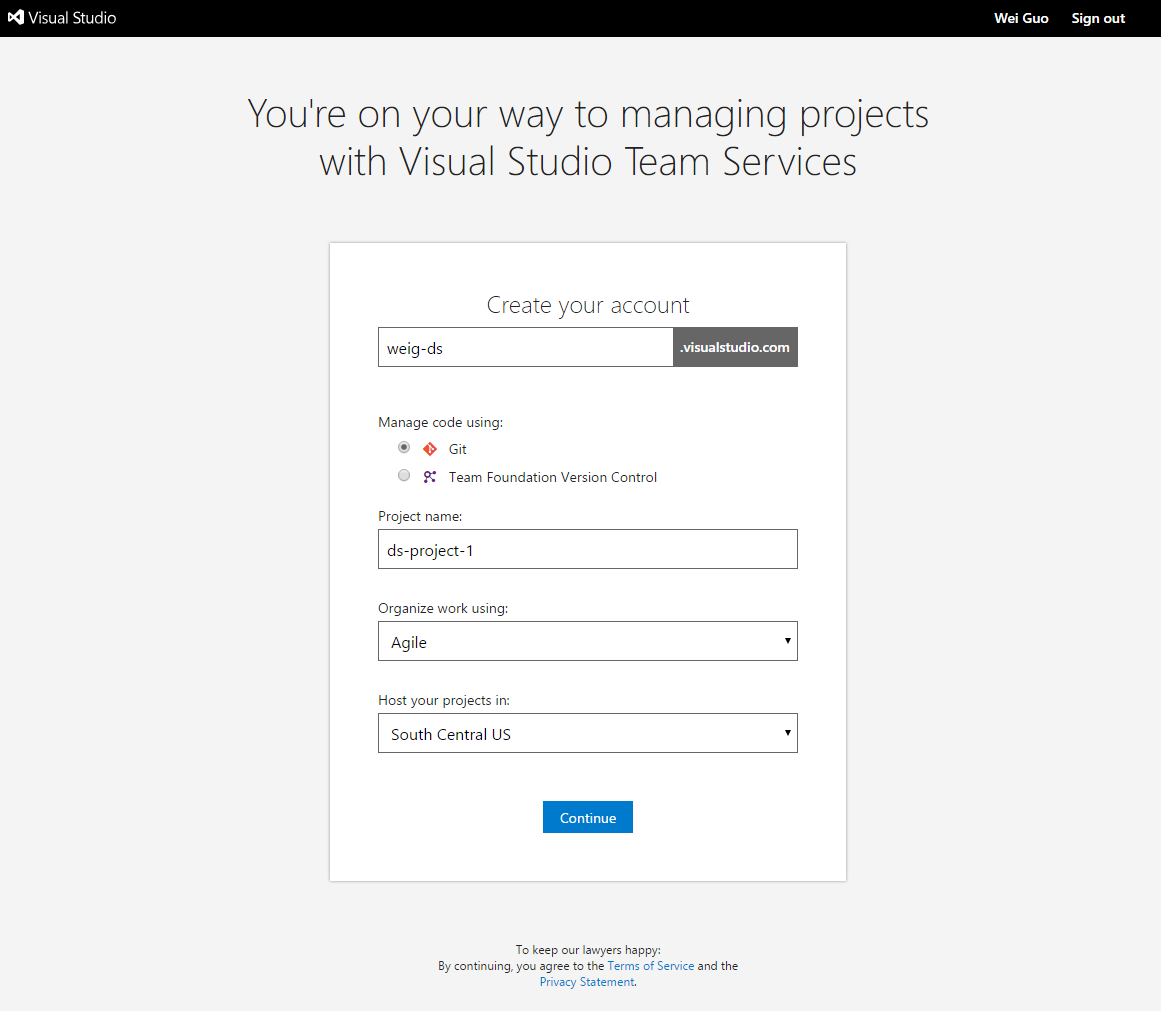 Visual Studio
Wei Guo
Sign out
You're on your way to managing projects
with Visual Studio Team Services
Create your account
weig-ds
.visualstudio.com
Manage code using:
Git
Team Foundation Version Control
Project name:
ds-project-1
Organize work using:
Agile
Host your projects in:
South Central US
Continue
To keep our lawyers happy:
By continuing, you agree to the Terms of Service and the
Privacy Statement.